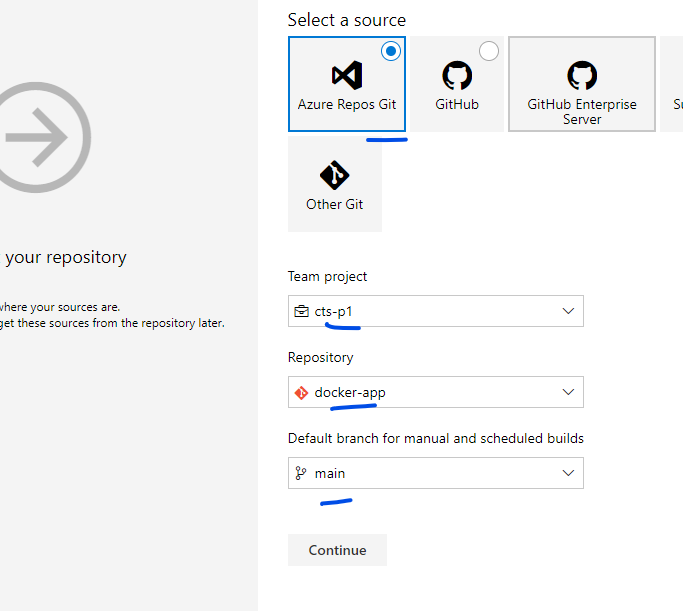 Select a source
Azure Repos Git
GitHub
GitHub Enterprise
Server
Other Git
your repository
where your sources are.
get these sources from the repository later.
Team project
cts-p1
Repository
docker-app
Default branch for manual and scheduled builds
main
Continue